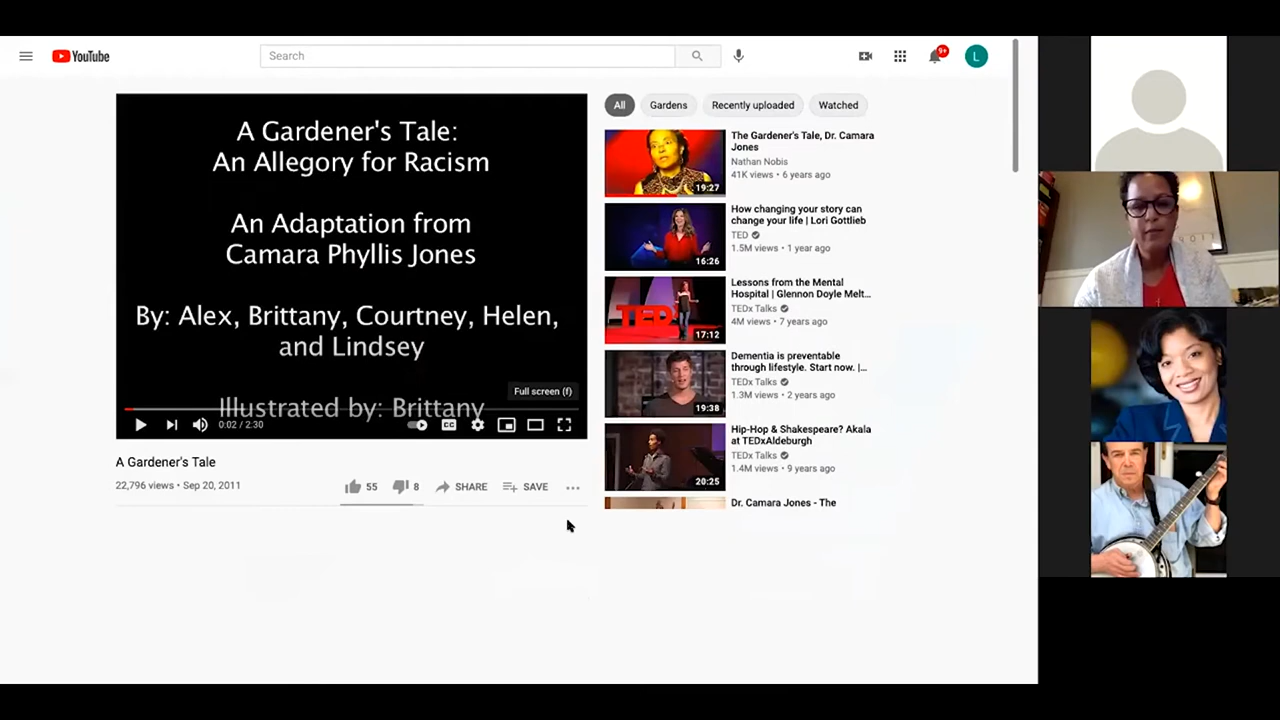 YouTube
Search
9+
L
A Gardener's Tale:
An Allegory for Racism
An Adaptation from
Camara Phyllis Jones
By: Alex, Brittany, Courtney, Helen,
and Lindsey
Full screen (f)
Illustrated by: Brittany
0:02 / 2:30
CC
A Gardener's Tale
22,796 views • Sep 20, 2011
55
8
SHARE
SAVE
All
Gardens
Recently uploaded
Watched
19:27
The Gardener's Tale, Dr. Camara
Jones
Nathan Nobis
41K views • 6 years ago
16:26
How changing your story can
change your life | Lori Gottlieb
TED
1.5M views • 1 year ago
TED
17:12
Lessons from the Mental
Hospital | Glennon Doyle Melt...
TEDx Talks
4M views • 7 years ago
19:38
Dementia is preventable
through lifestyle. Start now. |...
TEDx Talks
1.3M views • 2 years ago
20:25
Hip-Hop & Shakespeare? Akala
at TEDxAldeburgh
TEDx Talks
1.4M views • 9 years ago
Dr. Camara Jones - The